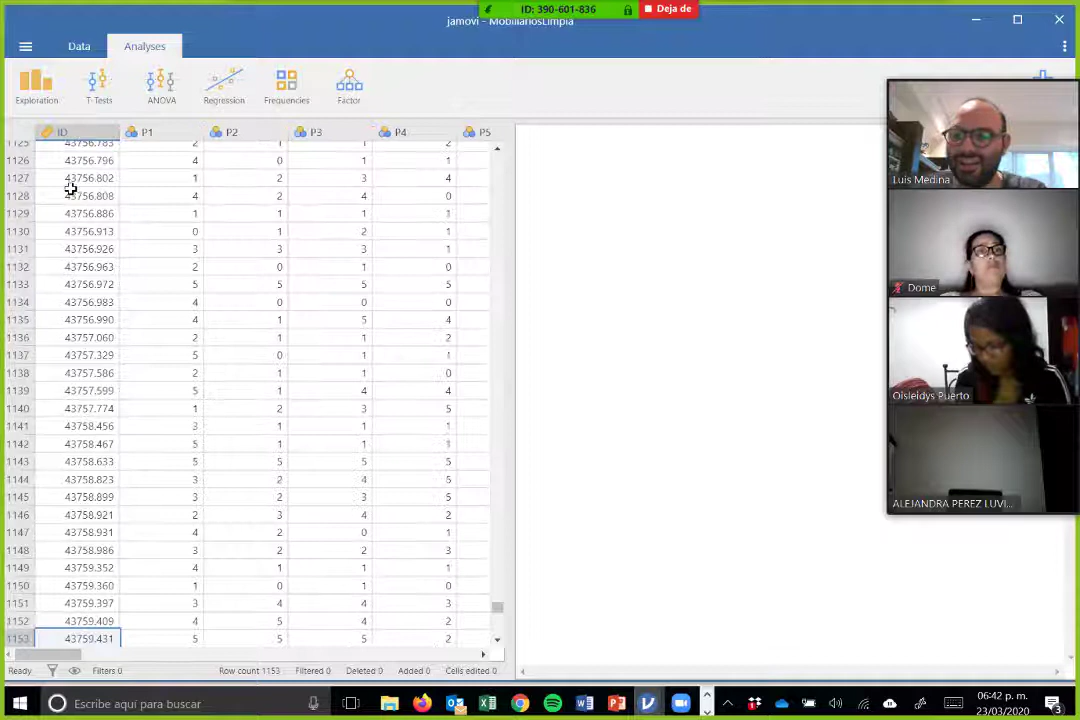 ID: 390-601-836 Deja de
jamovi - MobiliariosLimpia
Data Analyses
Exploration T-Tests ANOVA Regression Frequencies Factor
ID P1 P2 P3 P4 P5
1125 43756.783 2 1 1 2
1126 43756.796 4 0 1 1
1127 43756.802 1 2 3 4
1128 43756.808 4 2 4 0
1129 43756.886 1 1 1 1
1130 43756.913 0 1 2 1
1131 43756.926 3 3 3 1
1132 43756.963 2 0 1 0
1133 43756.972 5 5 5 5
1134 43756.983 4 0 0 0
1135 43756.990 4 1 5 4
1136 43757.060 2 1 1 2
1137 43757.329 5 0 1 1
1138 43757.586 2 1 1 0
1139 43757.599 5 1 4 4
1140 43757.774 1 2 3 5
1141 43758.456 3 1 1 1
1142 43758.467 5 1 1 1
1143 43758.633 5 5 5 5
1144 43758.823 3 2 4 5
1145 43758.899 3 2 3 5
1146 43758.921 2 3 4 2
1147 43758.931 4 2 0 1
1148 43758.986 3 2 2 3
1149 43759.352 4 1 1 1
1150 43759.360 1 0 1 0
1151 43759.397 3 4 4 3
1152 43759.409 4 5 4 2
1153 43759.431 5 5 5 2
Ready Filters 0 Row count 1153 Filtered 0 Deleted 0 Added 0 Cells edited 0
Luis Medina
Dome
Oisleidys Puerto
ALEJANDRA PEREZ LUVI...
Escribe aquí para buscar
06:42 p. m.
23/03/2020
3